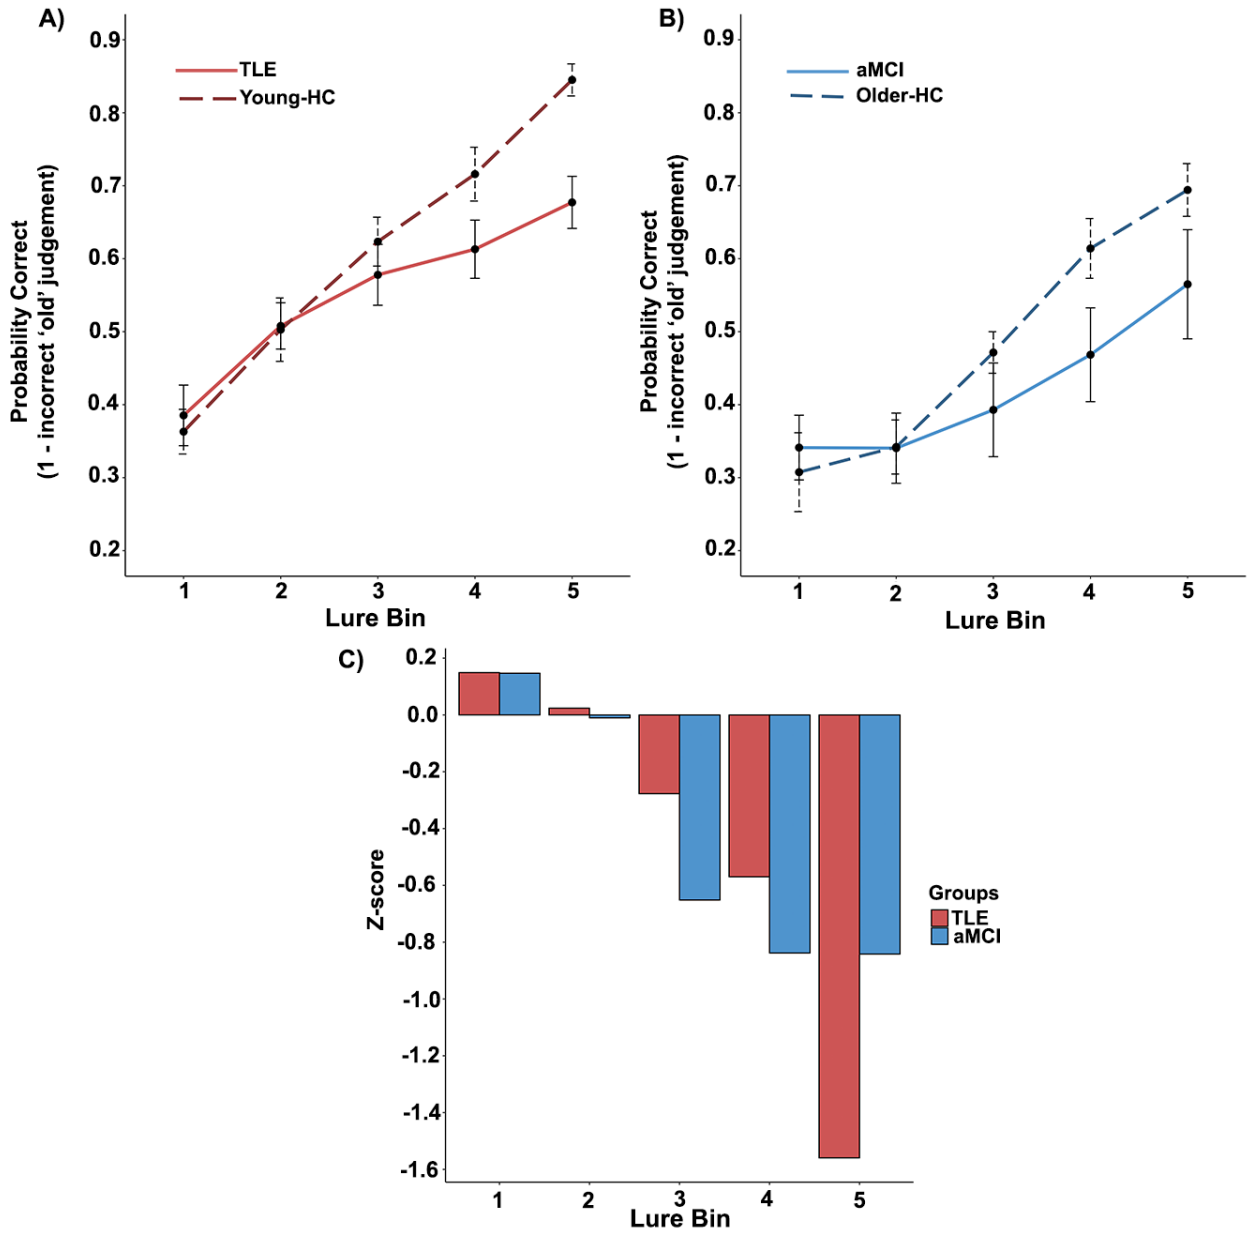 A)
TLE
Young-HC
Probability Correct
(1 - incorrect ‘old’ judgement)
0.9
0.8
0.7
0.6
0.5
0.4
0.3
0.2
1 2 3 4 5
Lure Bin
B)
aMCI
Older-HC
Probability Correct
(1 - incorrect ‘old’ judgement)
0.9
0.8
0.7
0.6
0.5
0.4
0.3
0.2
1 2 3 4 5
Lure Bin
C)
Z-score
0.2
0.0
-0.2
-0.4
-0.6
-0.8
-1.0
-1.2
-1.4
-1.6
1 2 3 4 5
Lure Bin
Groups
TLE
aMCI